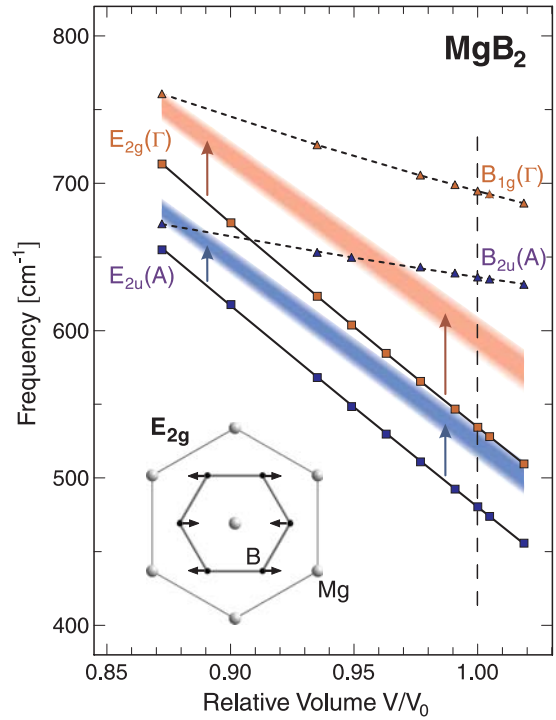 MgB₂
800
700
600
500
400
Frequency [cm⁻¹]
E₂g(Γ)
B₁g(Γ)
E₂u(A)
B₂u(A)
E₂g
B
Mg
0.85 0.90 0.95 1.00
Relative Volume V/V₀